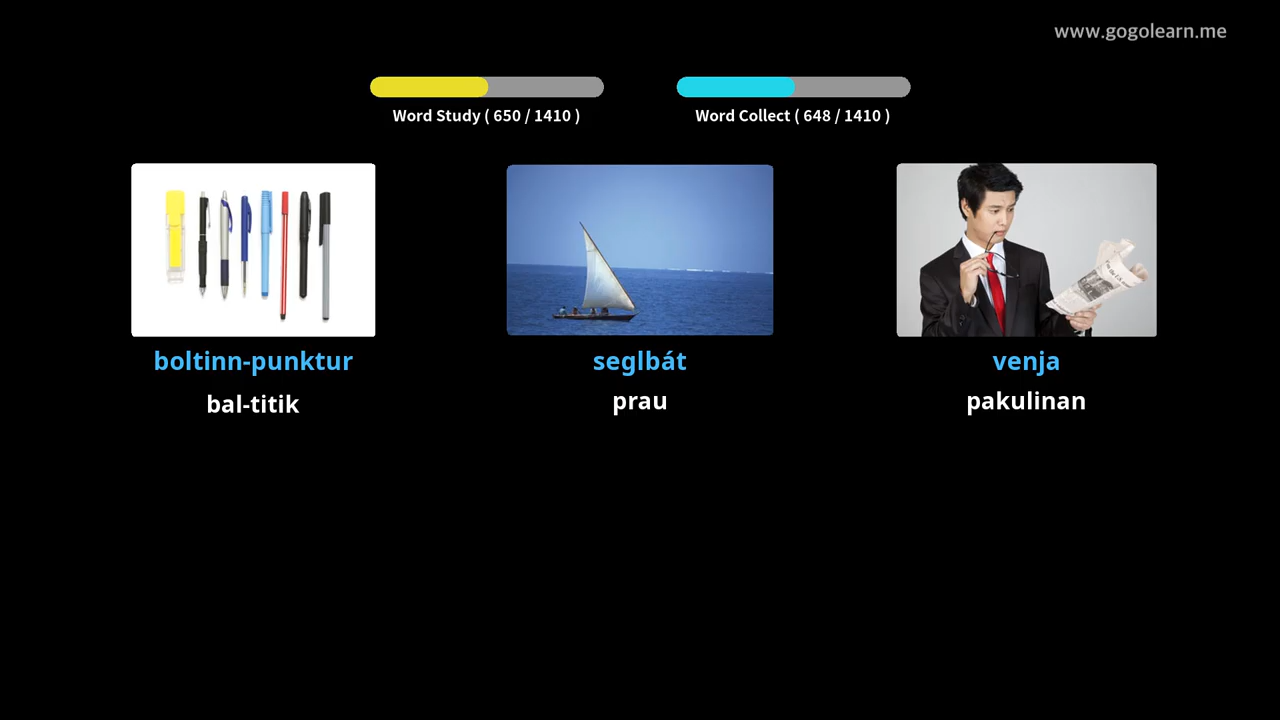 www.gogolearn.me
Word Study ( 650 / 1410 )
Word Collect ( 648 / 1410 )
boltinn-punktur
seglbát
venja
bal-titik
prau
pakulinan